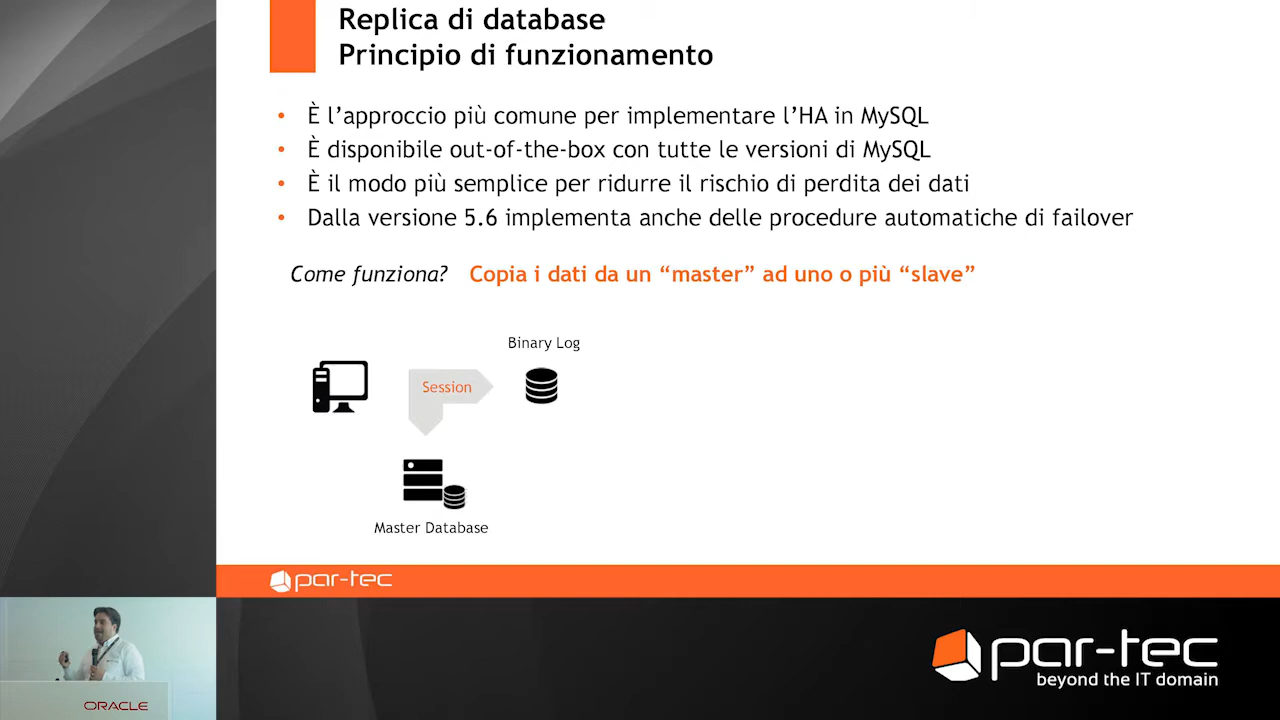 Replica di database
Principio di funzionamento
• È l’approccio più comune per implementare l’HA in MySQL
• È disponibile out-of-the-box con tutte le versioni di MySQL
• È il modo più semplice per ridurre il rischio di perdita dei dati
• Dalla versione 5.6 implementa anche delle procedure automatiche di failover
Come funziona? Copia i dati da un “master” ad uno o più “slave”
Binary Log
Session
Master Database
par-tec
ORACLE
par-tec
beyond the IT domain